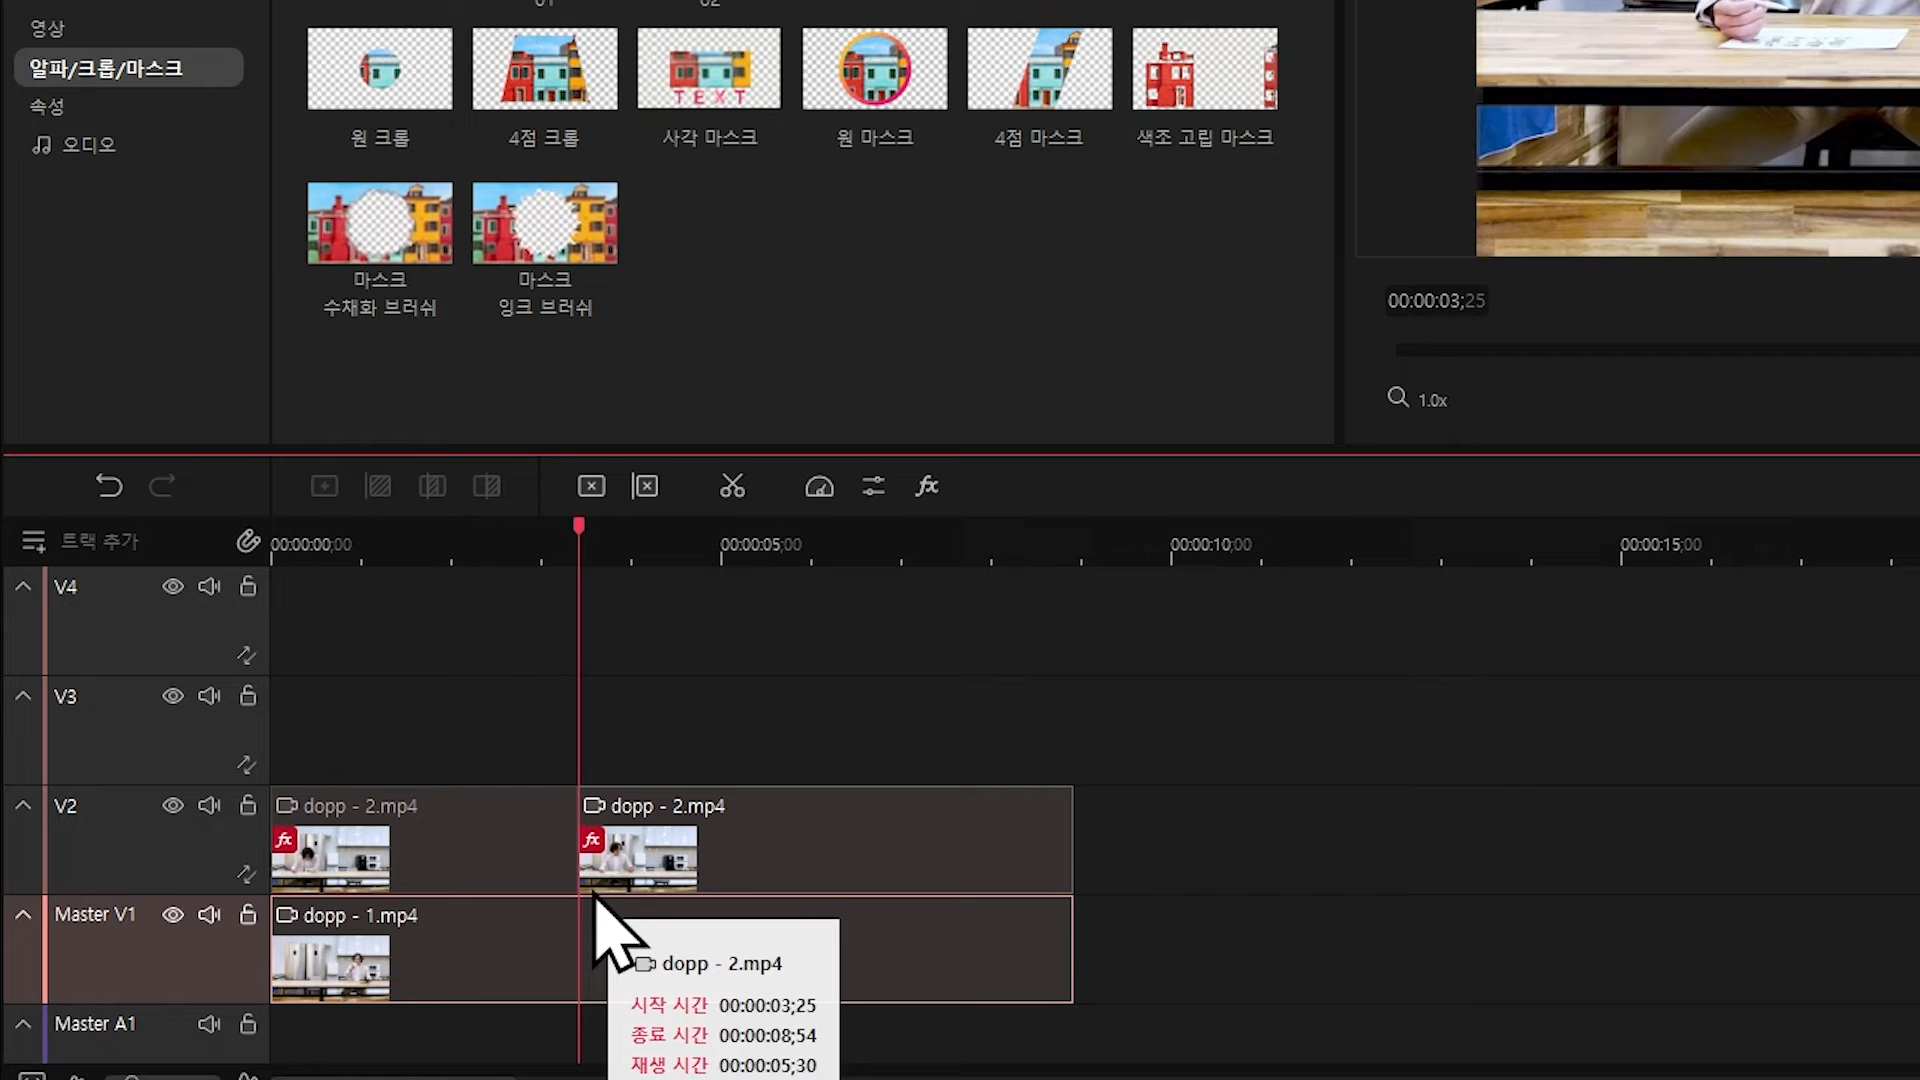 영상
알파/크롭/마스크
속성
오디오
TEXT
원 크롭
4점 크롭
사각 마스크
원 마스크
4점 마스크
색조 고립 마스크
마스크
수채화 브러쉬
마스크
잉크 브러쉬
00:00:03;25
1.0x
fx
트랙 추가
00:00:00;00
00:00:05;00
00:00:10;00
00:00:15;00
V4
V3
V2
dopp - 2.mp4
dopp - 2.mp4
fx
fx
Master V1
dopp - 1.mp4
dopp - 2.mp4
시작 시간 00:00:03;25
종료 시간 00:00:08;54
재생 시간 00:00:05;30
Master A1